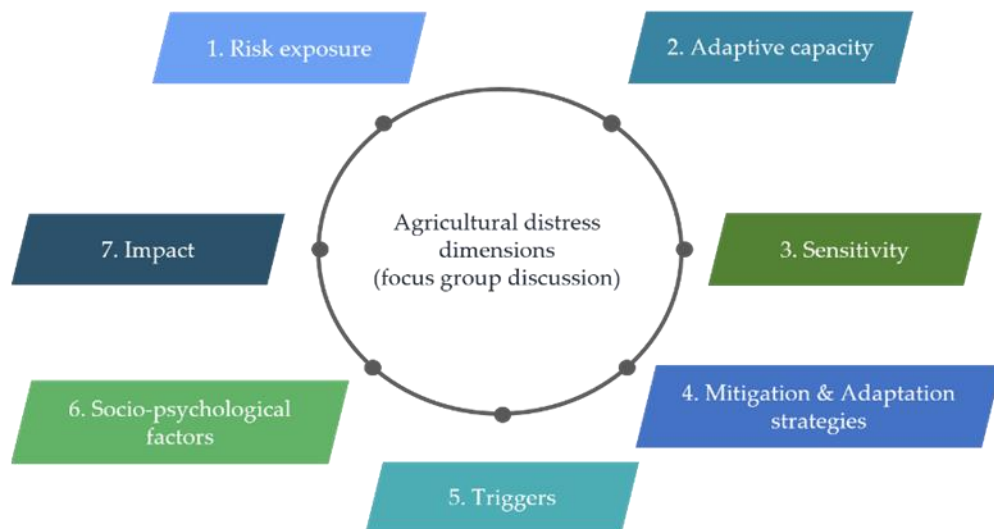 1. Risk exposure
2. Adaptive capacity
Agricultural distress
dimensions
(focus group discussion)
7. Impact
3. Sensitivity
6. Socio-psychological
factors
4. Mitigation & Adaptation
strategies
5. Triggers